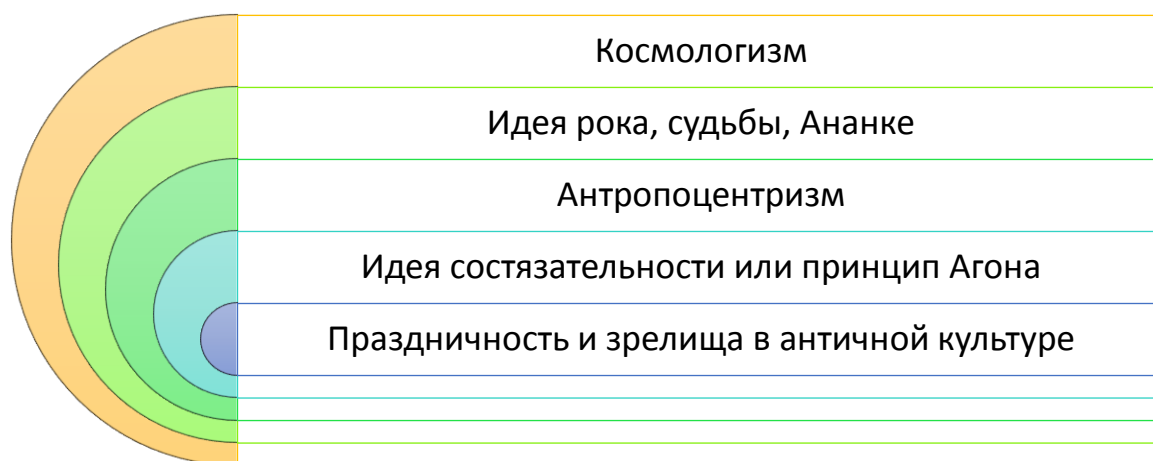 Космологизм
Идея рока, судьбы, Ананке
Антропоцентризм
Идея состязательности или принцип Агона
Праздничность и зрелища в античной культуре